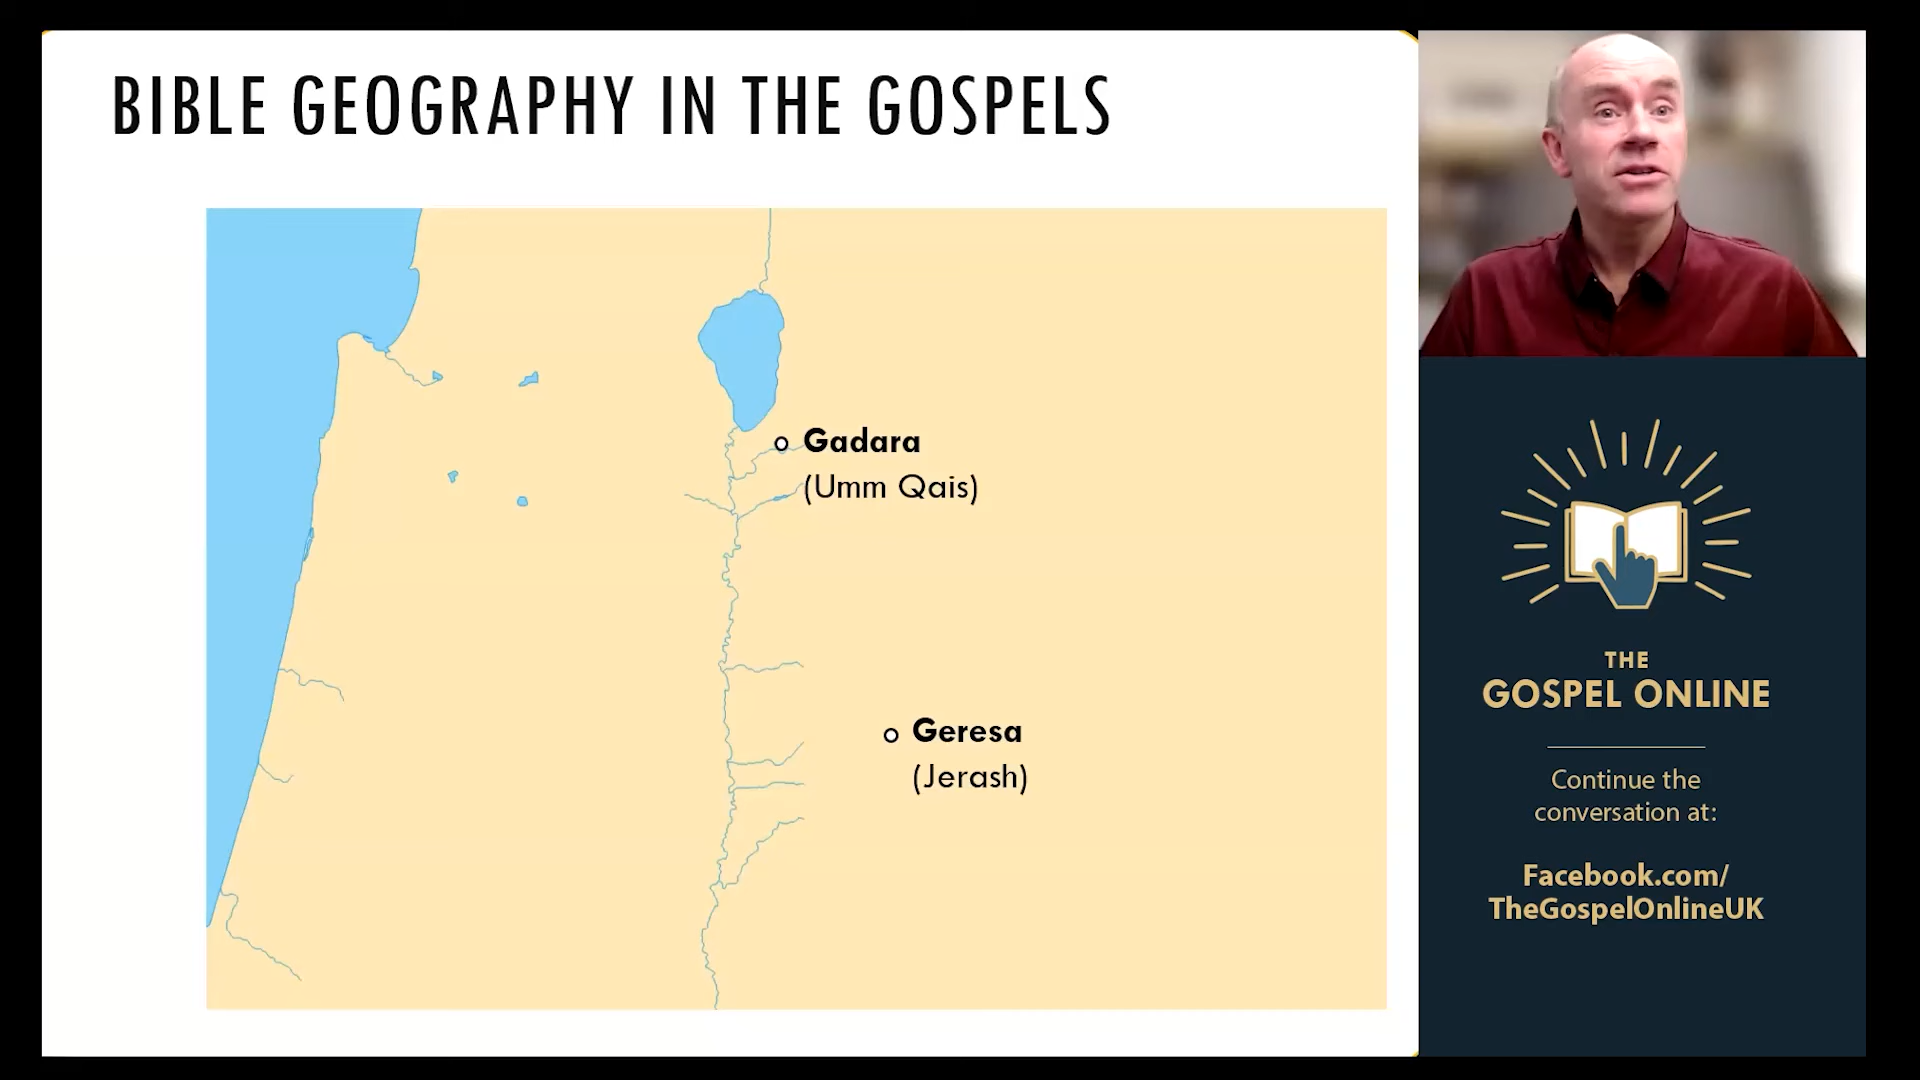 BIBLE GEOGRAPHY IN THE GOSPELS
Gadara
(Umm Qais)
Geresa
(Jerash)
THE
GOSPEL ONLINE
Continue the
conversation at:
Facebook.com/
TheGospelOnlineUK